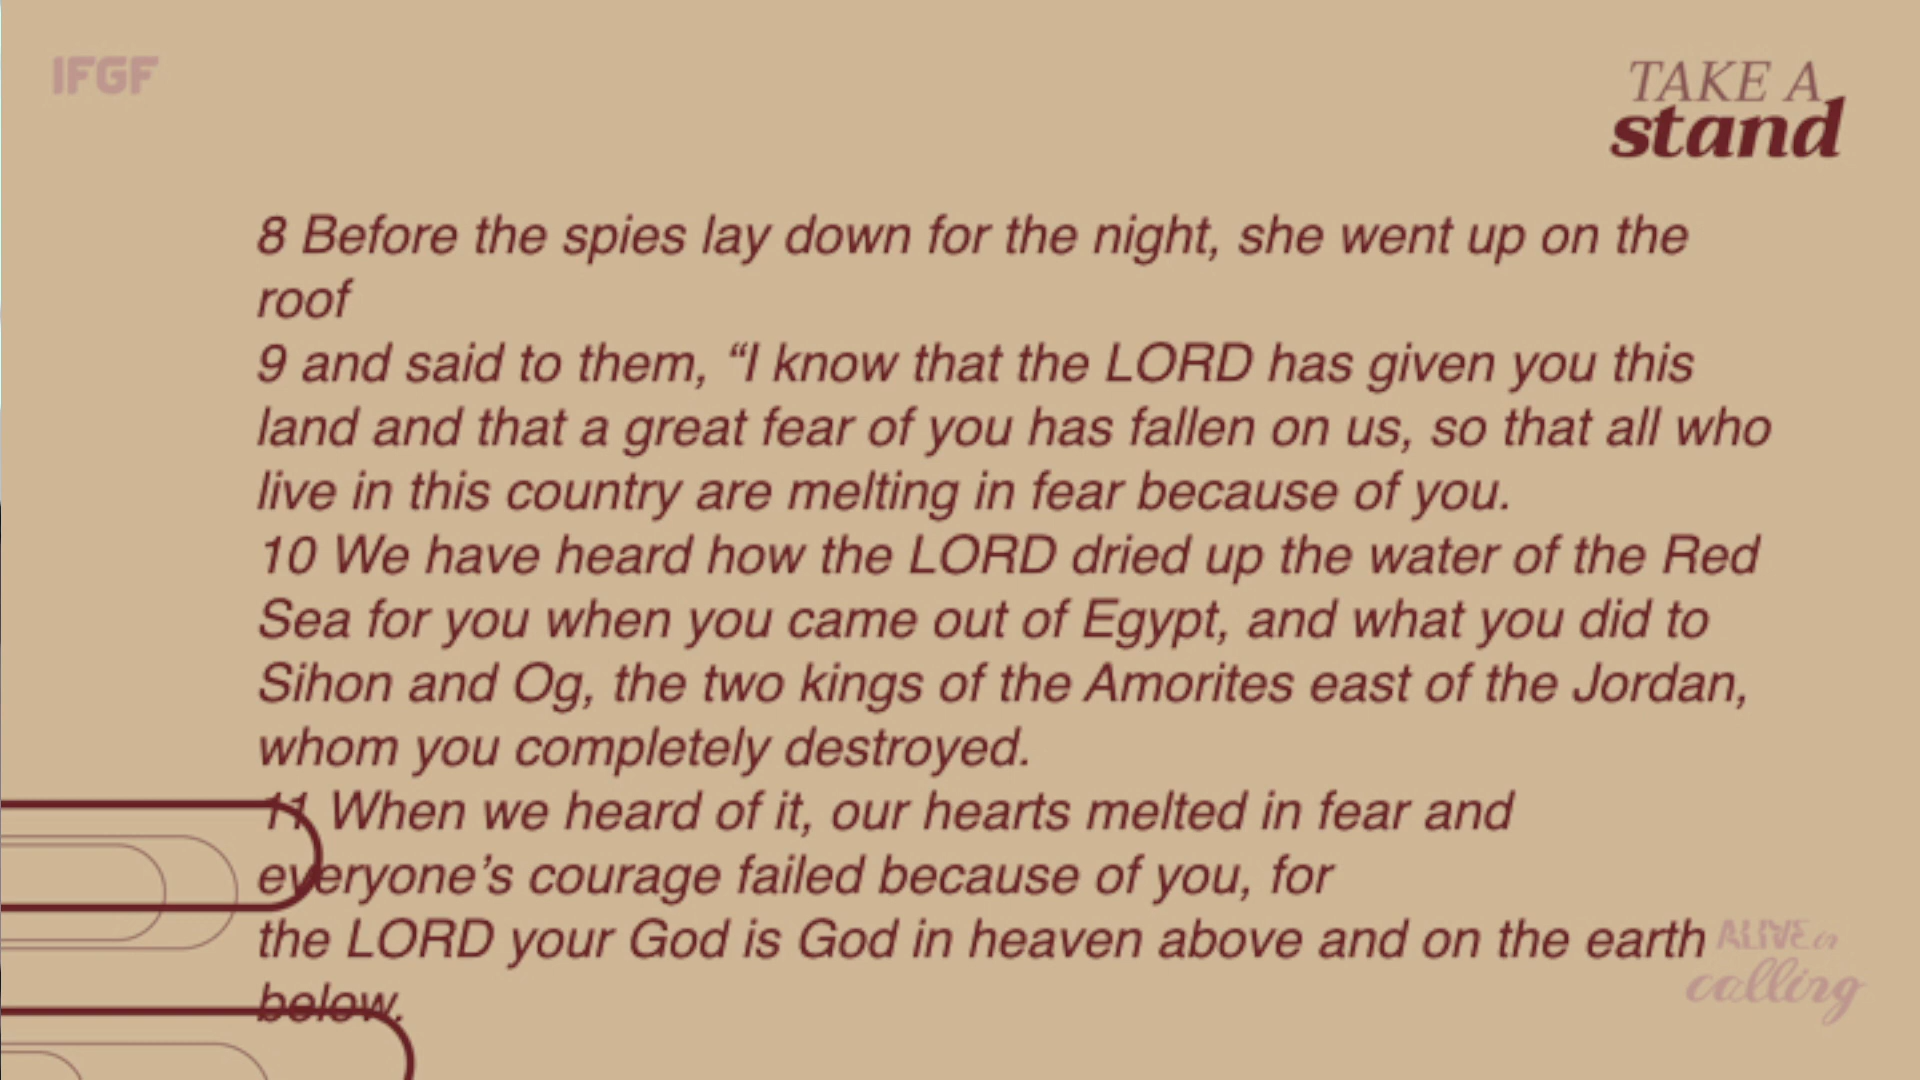 IFGF
TAKE A
stand
8 Before the spies lay down for the night, she went up on the
roof
9 and said to them, “I know that the LORD has given you this
land and that a great fear of you has fallen on us, so that all who
live in this country are melting in fear because of you.
10 We have heard how the LORD dried up the water of the Red
Sea for you when you came out of Egypt, and what you did to
Sihon and Og, the two kings of the Amorites east of the Jordan,
whom you completely destroyed.
11 When we heard of it, our hearts melted in fear and
everyone’s courage failed because of you, for
the LORD your God is God in heaven above and on the earth
below.
ALIVE in
calling